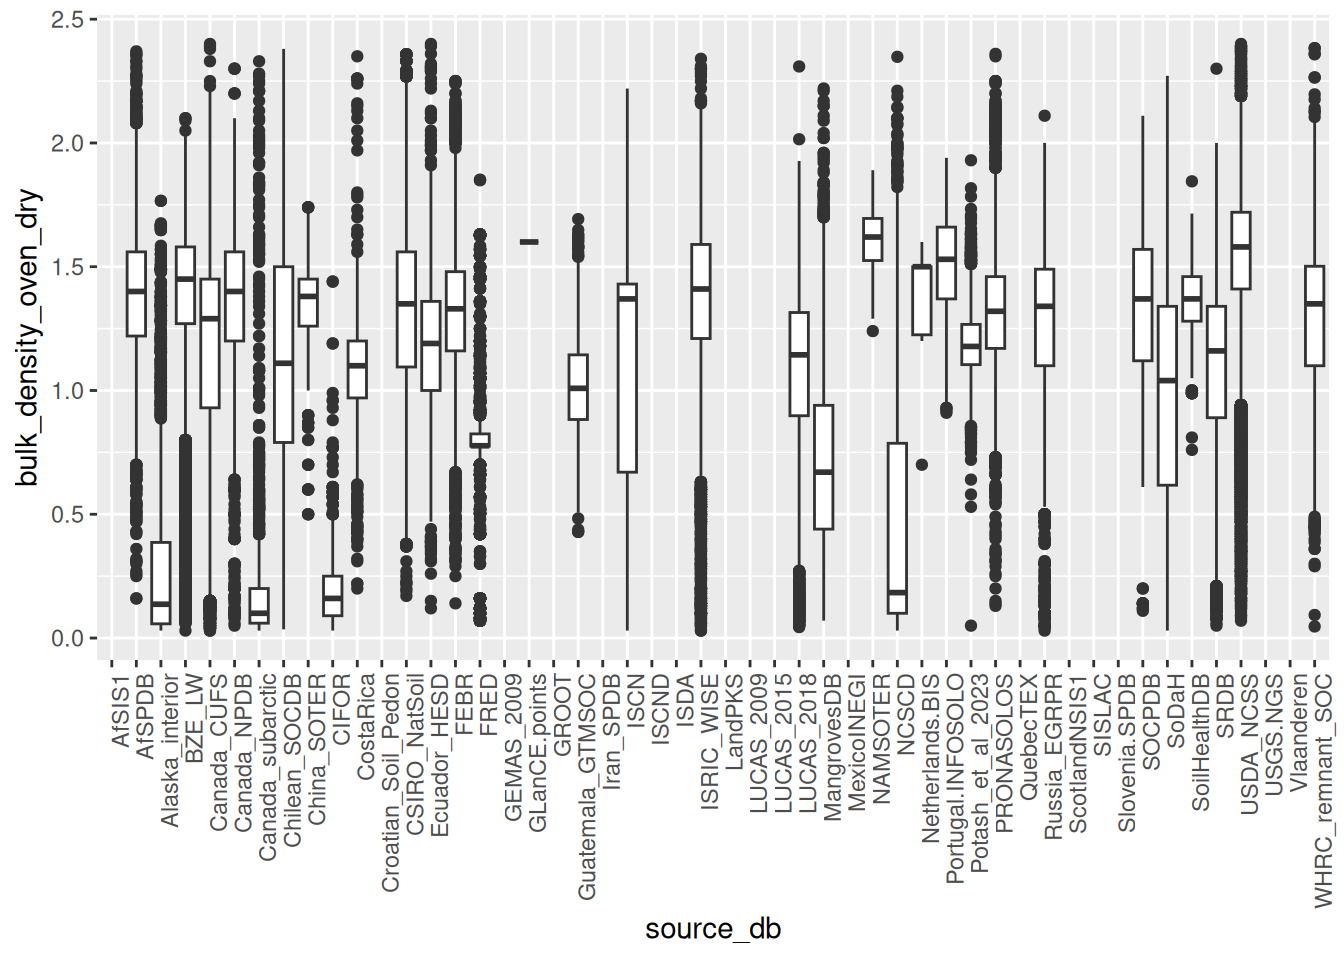 2.5
2.0
1.5
1.0
0.5
0.0
bulk_density_oven_dry
AfSIS1
AfSPDB
Alaska_interior
BZE_LW
Canada_CUFS
Canada_NPDB
Canada_subarctic
Chilean_SOCDB
China_SOTER
CIFOR
CostaRica
Croatian_Soil_Pedon
CSIRO_NatSoil
Ecuador_HESD
FEBR
FRED
GEMAS_2009
GLanCE.points
GROOT
Guatemala_GTMSOC
Iran_SPDB
ISCN
ISCND
ISDA
ISRIC_WISE
LandPKS
LUCAS_2009
LUCAS_2015
LUCAS_2018
MangrovesDB
MexicoINEGI
NAMSOTER
NCSCD
Netherlands.BIS
Portugal.INFOSOLO
Potash_et_al_2023
PRONASOLOS
QuebecTEX
Russia_EGRPR
ScotlandNSIS1
SISLAC
Slovenia.SPDB
SOCPDB
SoDaH
SoilHealthDB
SRDB
USDA_NCSS
USGS.NGS
Vlaanderen
WHRC_remnant_SOC
source_db